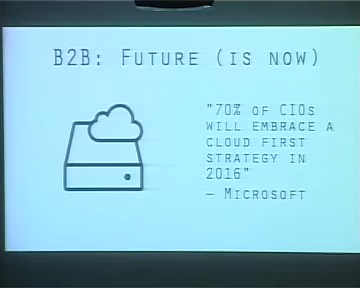 B2B: Future (is now)
"70% of CIOs
will embrace a
cloud first
strategy in
2016"
– Microsoft